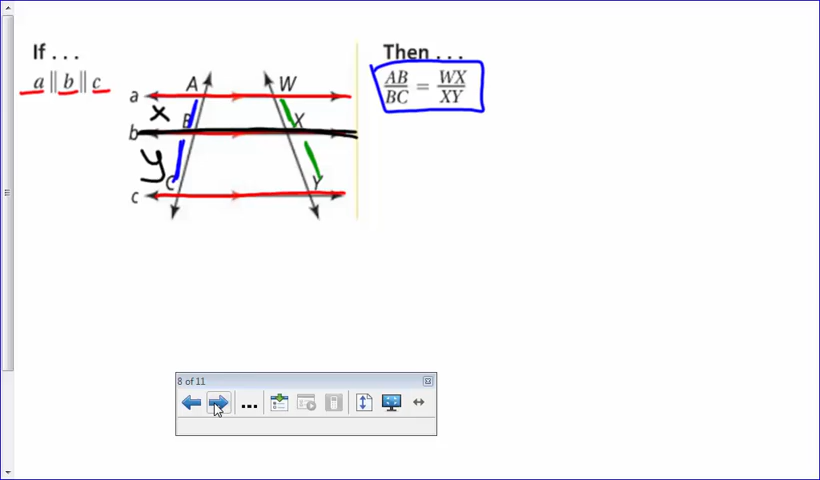 If . . .
a || b || c
A W
a
x
B X
b
y
C Y
c
Then . . .
AB/BC = WX/XY
8 of 11
...